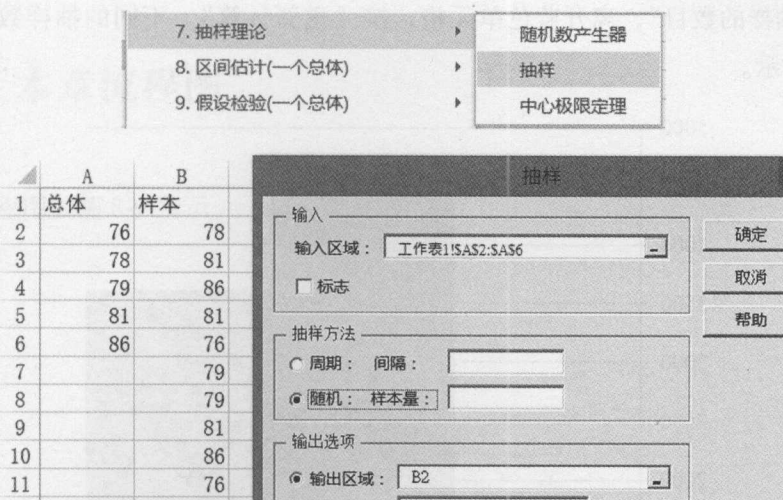 7. 抽样理论
随机数产生器
8. 区间估计(一个总体)
抽样
9. 假设检验(一个总体)
中心极限定理
A B
1 总体 样本
2 76 78
3 78 81
4 79 86
5 81 81
6 86 76
7 79
8 79
9 81
10 86
11 76
抽样
输入
输入区域： 工作表1!$A$2:$A$6
标志
确定
取消
帮助
抽样方法
周期： 间隔：
随机： 样本量：
输出选项
输出区域： B2